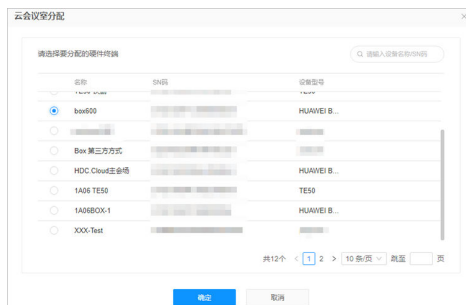 云会议室分配
请选择要分配的硬件终端
请输入设备名称/SN码
名称 SN码 设备型号
box600 HUAWEI B...
Box 第三方方式
HDC.Cloud主会场 HUAWEI B...
1A06 TE50 TE50
1A06BOX-1 HUAWEI B...
XXX-Test
共12个 < 1 2 > 10 条/页 跳至 页
确定 取消